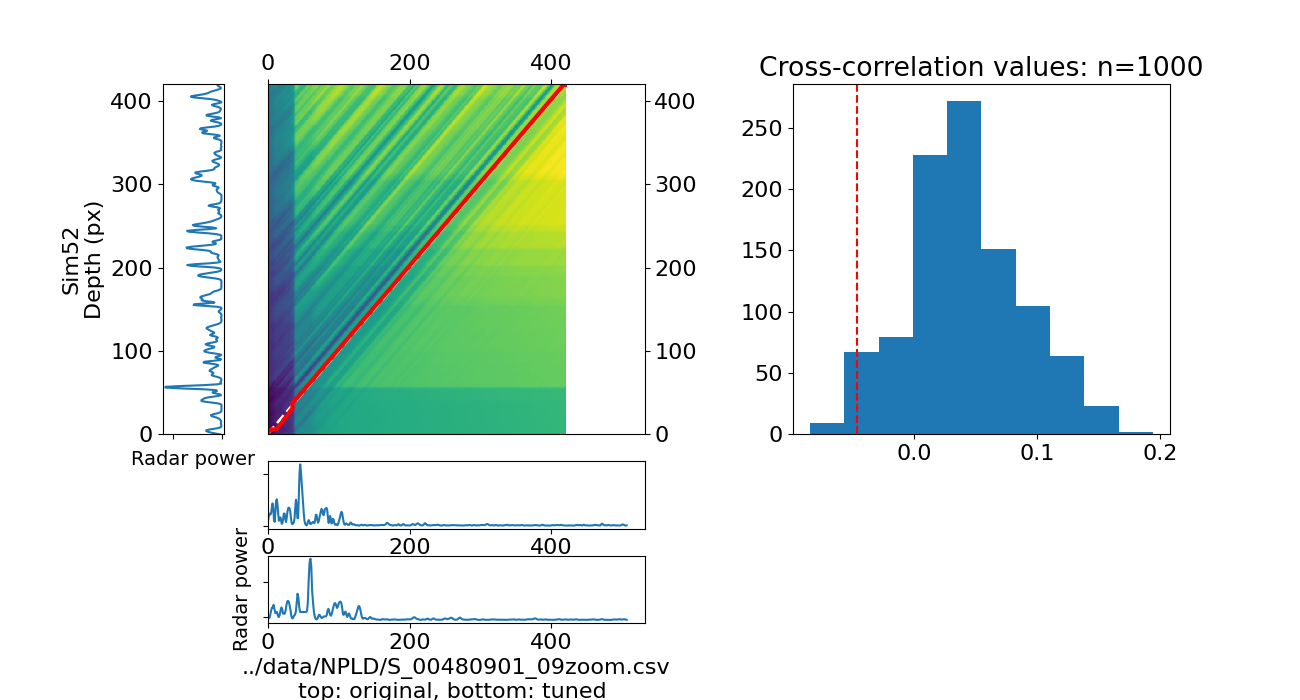 Cross-correlation values: n=1000
0 200 400
400 300 200 100 0
Sim52
Depth (px)
400 300 200 100 0
250 200 150 100 50 0
0.0 0.1 0.2
Radar power
0 200 400
Radar power
0 200 400
../data/NPLD/S_00480901_09zoom.csv
top: original, bottom: tuned